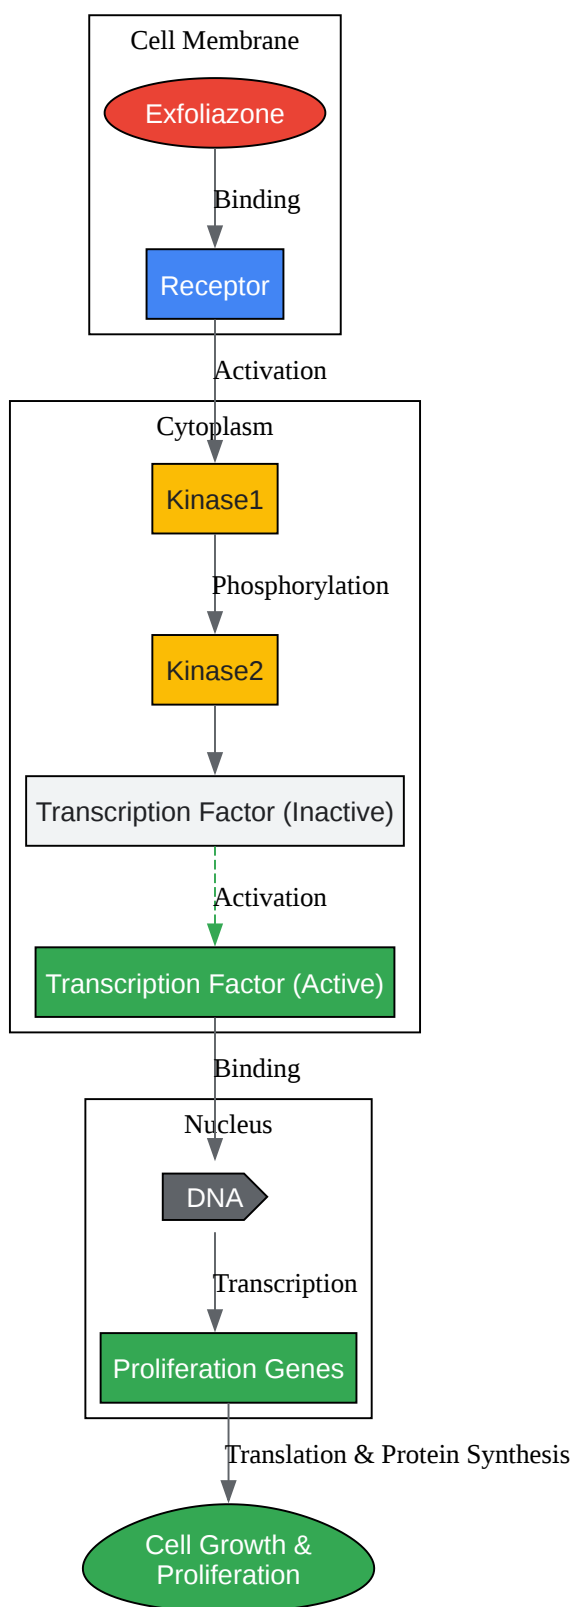 Cell Membrane
Exfoliazone
Binding
Receptor
Activation
Cytoplasm
Kinase1
Phosphorylation
Kinase2
Transcription Factor (Inactive)
Activation
Transcription Factor (Active)
Binding
Nucleus
DNA
Transcription
Proliferation Genes
Translation & Protein Synthesis
Cell Growth &
Proliferation